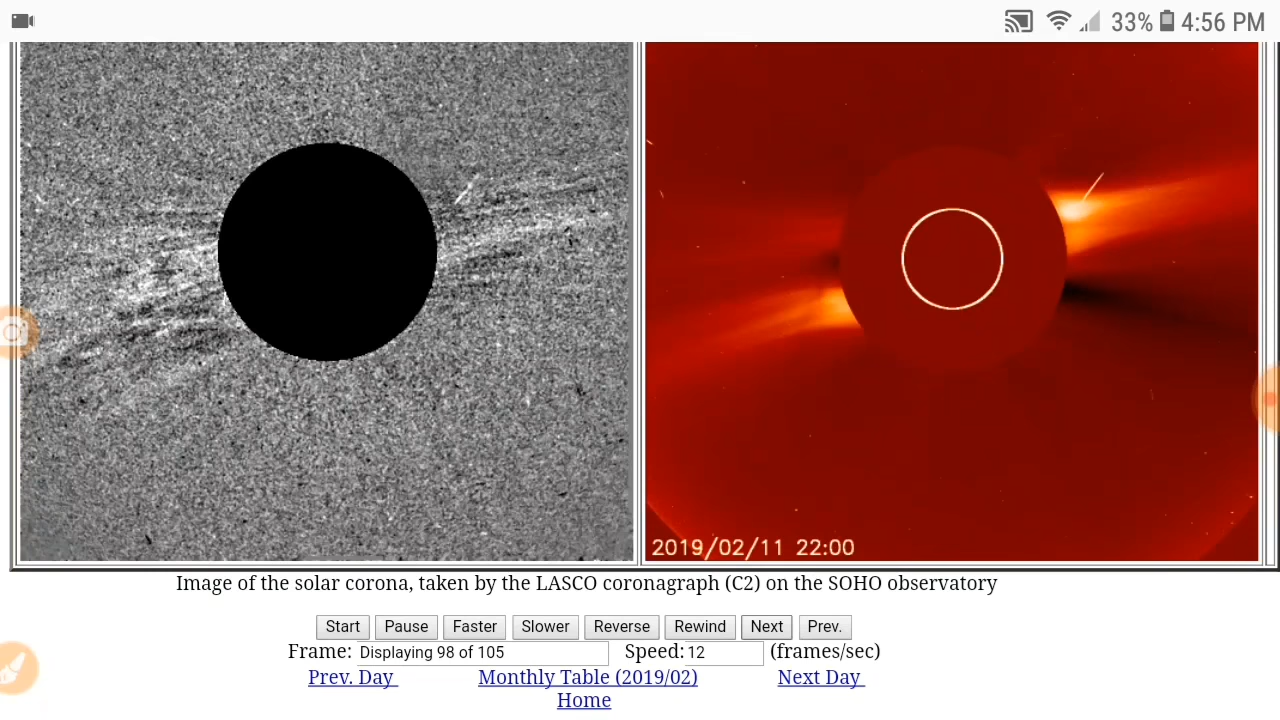 33% 4:56 PM
2019/02/11 22:00
Image of the solar corona, taken by the LASCO coronagraph (C2) on the SOHO observatory
Start Pause Faster Slower Reverse Rewind Next Prev.
Frame: Displaying 98 of 105 Speed: 12 (frames/sec)
Prev. Day Monthly Table (2019/02) Next Day
Home